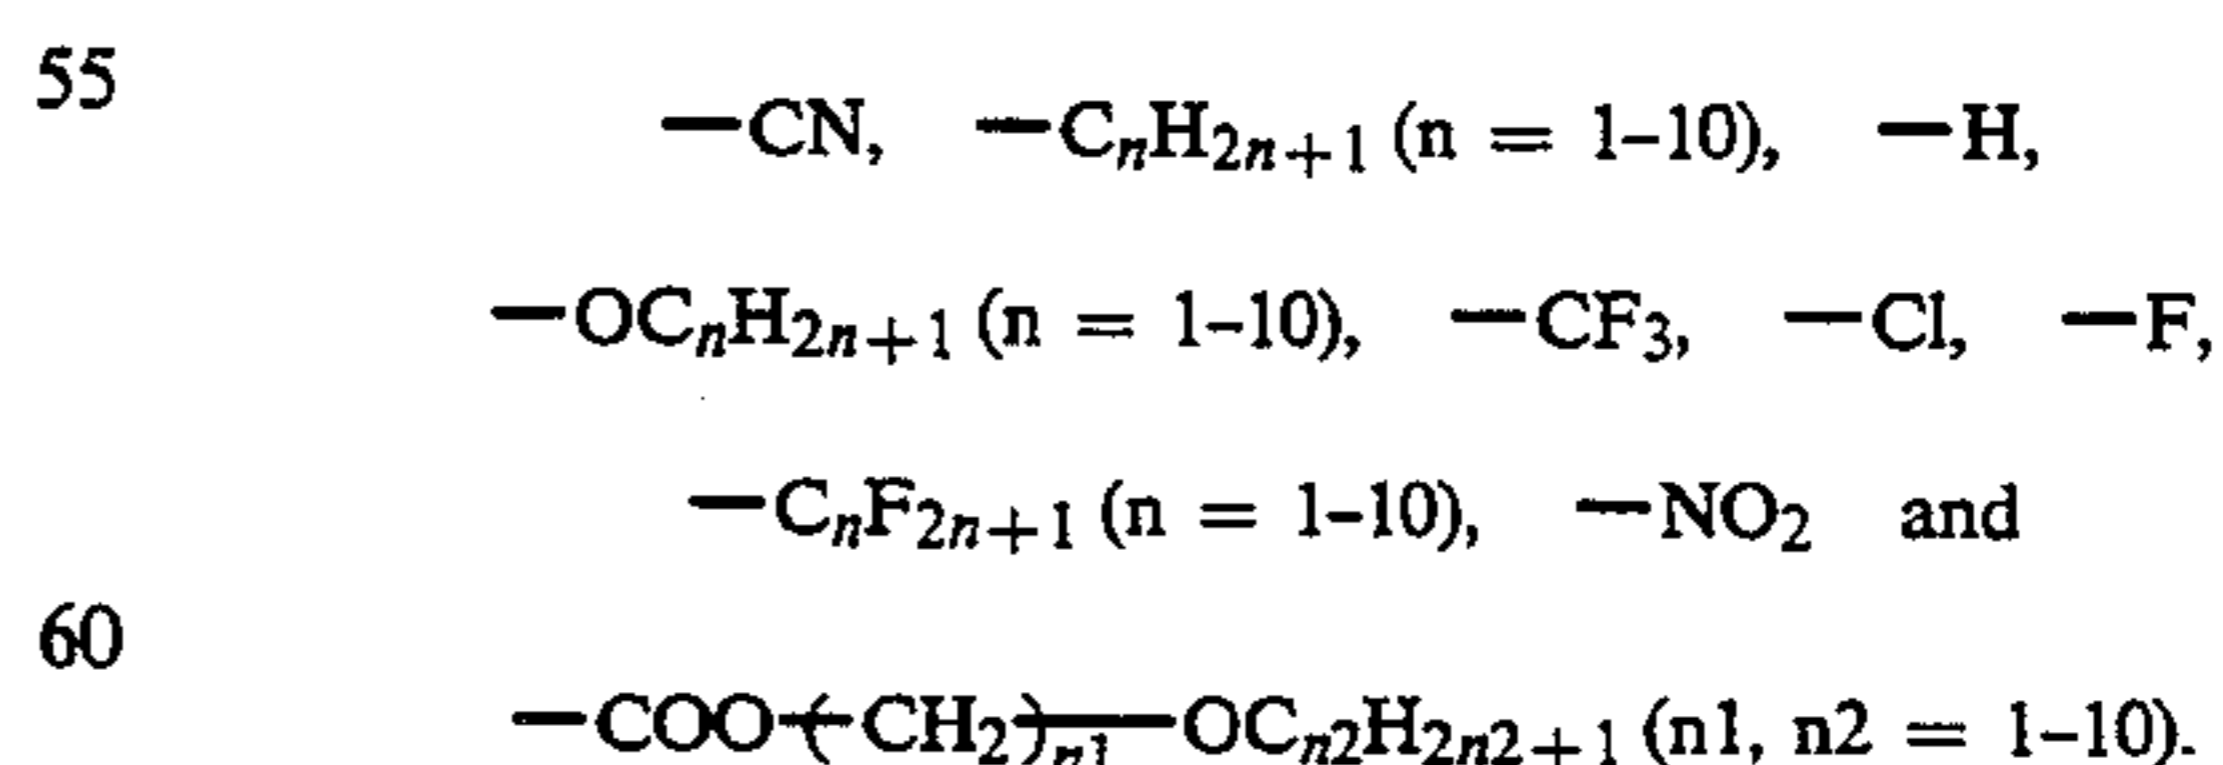 55
—CN, —CₙH₂ₙ₊₁ (n = 1–10), —H,
—OCₙH₂ₙ₊₁ (n = 1–10), —CF₃, —Cl, —F,
—CₙF₂ₙ₊₁ (n = 1–10), —NO₂ and
60
—COO—(CH₂)ₙ₁—OCₙ₂H₂ₙ₂₊₁ (n1, n2 = 1–10).